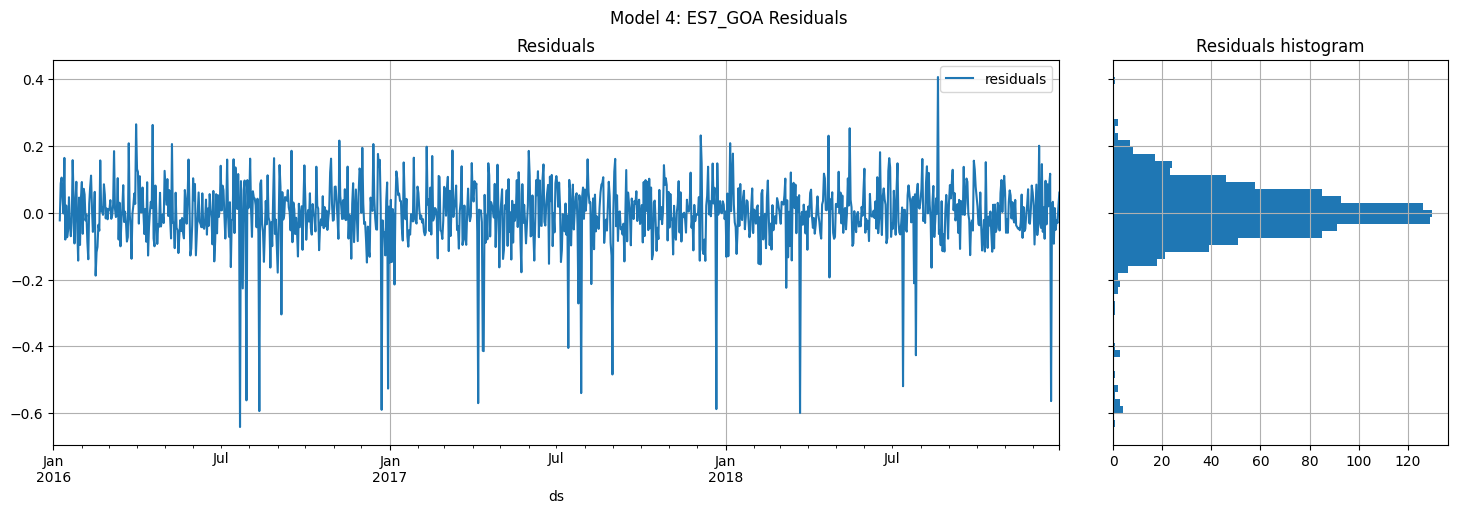 Model 4: ES7_GOA Residuals
Residuals
Residuals histogram
residuals
0.4
0.2
0.0
−0.2
−0.4
−0.6
Jan
2016
Jul
Jan
2017
Jul
Jan
2018
Jul
ds
0 20 40 60 80 100 120